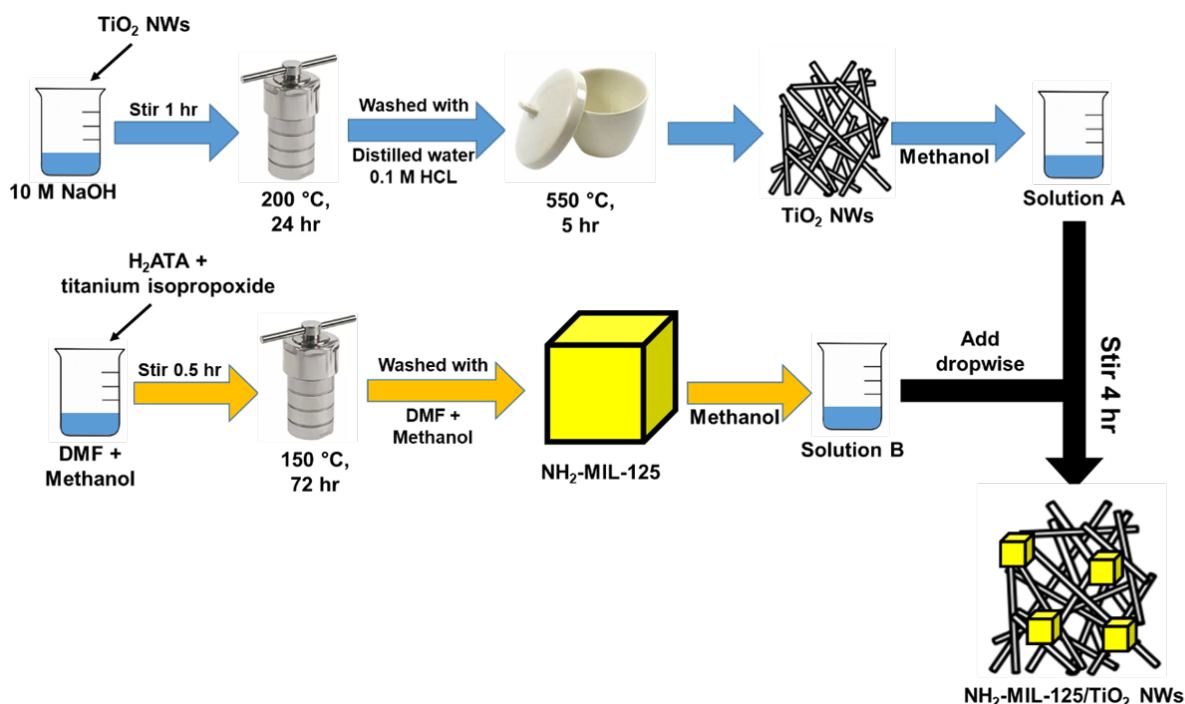 TiO₂ NWs
Stir 1 hr
10 M NaOH
200 °C,
24 hr
Washed with
Distilled water
0.1 M HCL
550 °C,
5 hr
TiO₂ NWs
Methanol
Solution A
H₂ATA +
titanium isopropoxide
Stir 0.5 hr
DMF +
Methanol
150 °C,
72 hr
Washed with
DMF +
Methanol
NH₂-MIL-125
Methanol
Solution B
Add
dropwise
Stir 4 hr
NH₂-MIL-125/TiO₂ NWs